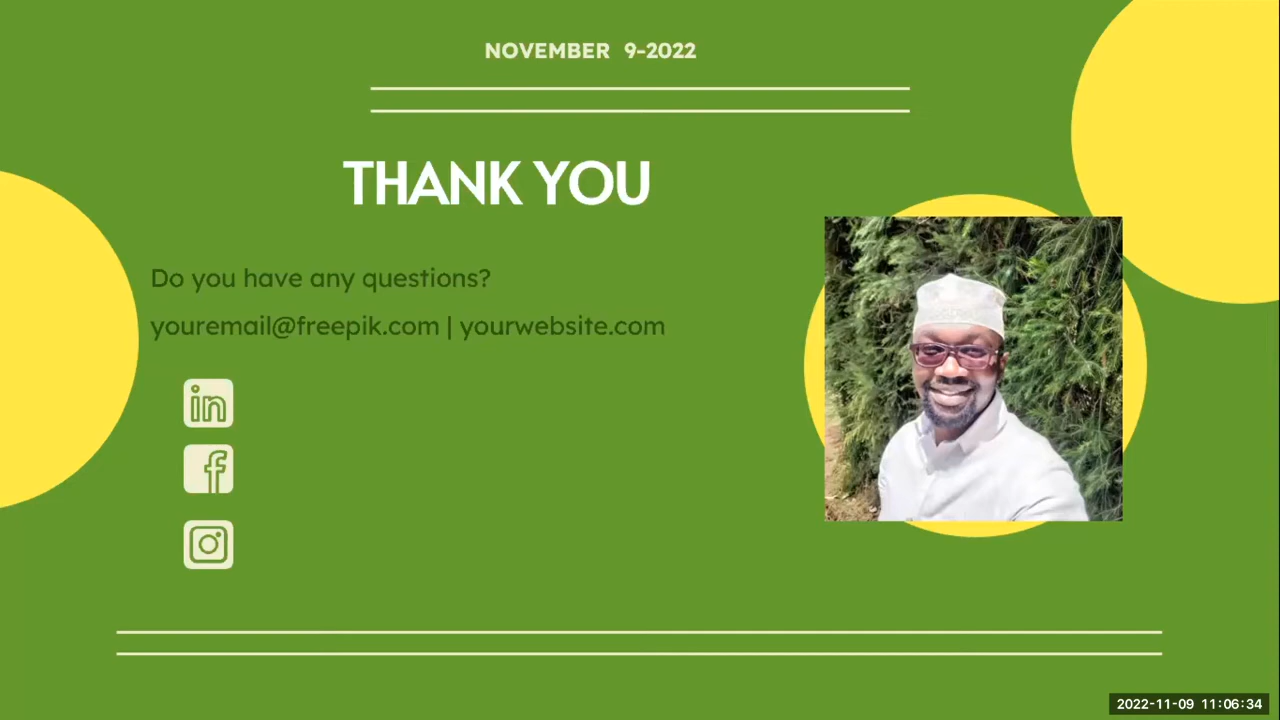 NOVEMBER 9-2022
THANK YOU
Do you have any questions?
youremail@freepik.com | yourwebsite.com
in
f
2022-11-09 11:06:34